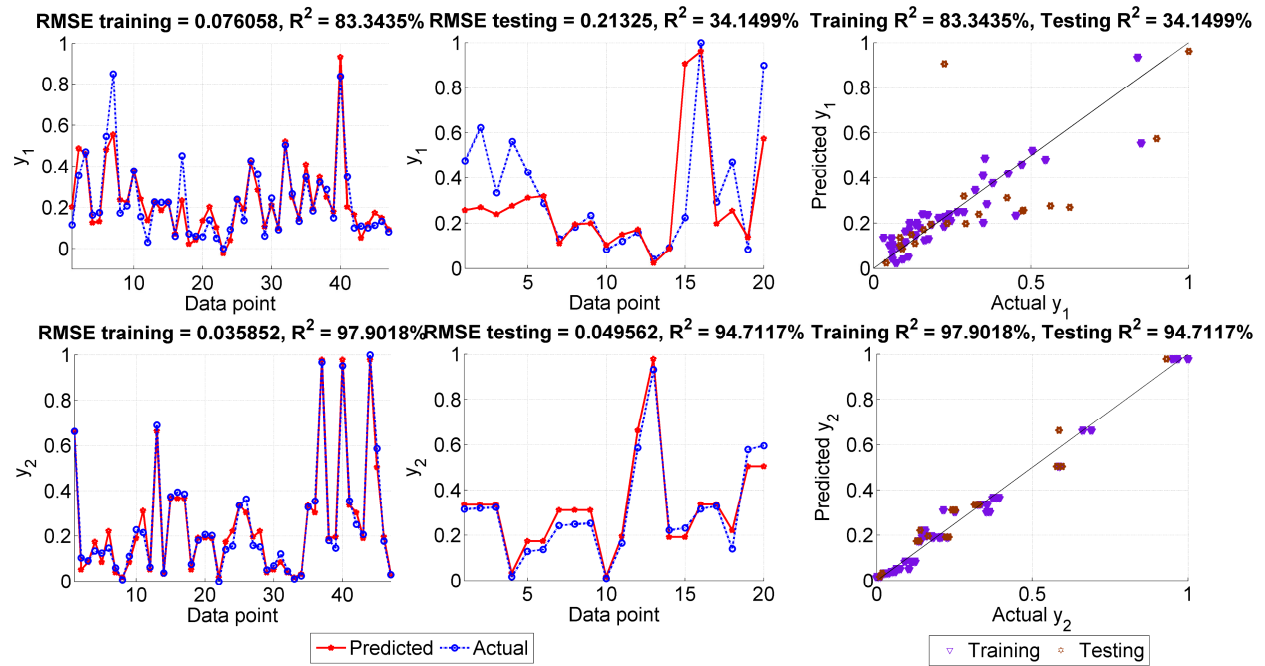 RMSE training = 0.076058, R² = 83.3435%
RMSE testing = 0.21325, R² = 34.1499%
Training R² = 83.3435%, Testing R² = 34.1499%
y₁
1
0.8
0.6
0.4
0.2
0
10
20
30
40
Data point
y₁
1
0.8
0.6
0.4
0.2
0
5
10
15
20
Data point
Predicted y₁
1
0.8
0.6
0.4
0.2
0
0
0.5
1
Actual y₁
RMSE training = 0.035852, R² = 97.9018%
RMSE testing = 0.049562, R² = 94.7117%
Training R² = 97.9018%, Testing R² = 94.7117%
y₂
1
0.8
0.6
0.4
0.2
0
10
20
30
40
Data point
y₂
1
0.8
0.6
0.4
0.2
0
5
10
15
20
Data point
Predicted y₂
1
0.8
0.6
0.4
0.2
0
0
0.5
1
Actual y₂
Predicted
Actual
Training
Testing